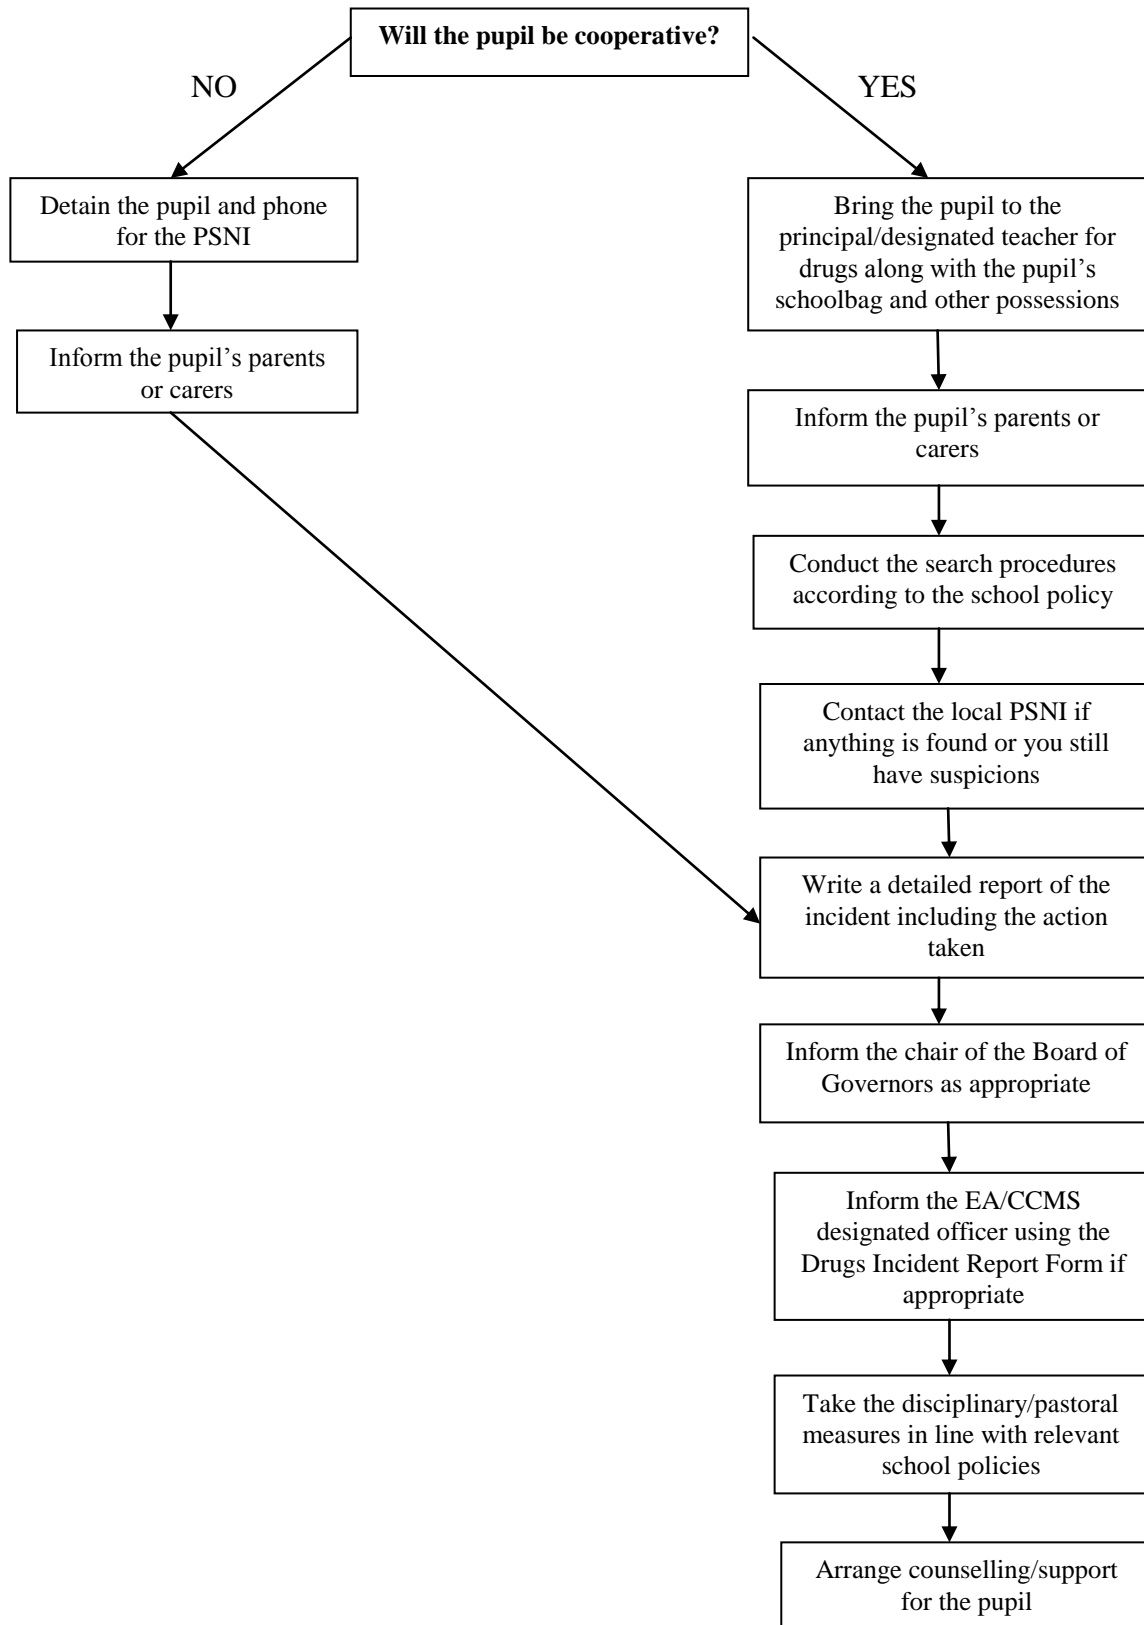 Will the pupil be cooperative?
NO
YES
Detain the pupil and phone
for the PSNI
Inform the pupil’s parents
or carers
Bring the pupil to the
principal/designated teacher for
drugs along with the pupil’s
schoolbag and other possessions
Inform the pupil’s parents or
carers
Conduct the search procedures
according to the school policy
Contact the local PSNI if
anything is found or you still
have suspicions
Write a detailed report of the
incident including the action
taken
Inform the chair of the Board of
Governors as appropriate
Inform the EA/CCMS
designated officer using the
Drugs Incident Report Form if
appropriate
Take the disciplinary/pastoral
measures in line with relevant
school policies
Arrange counselling/support
for the pupil